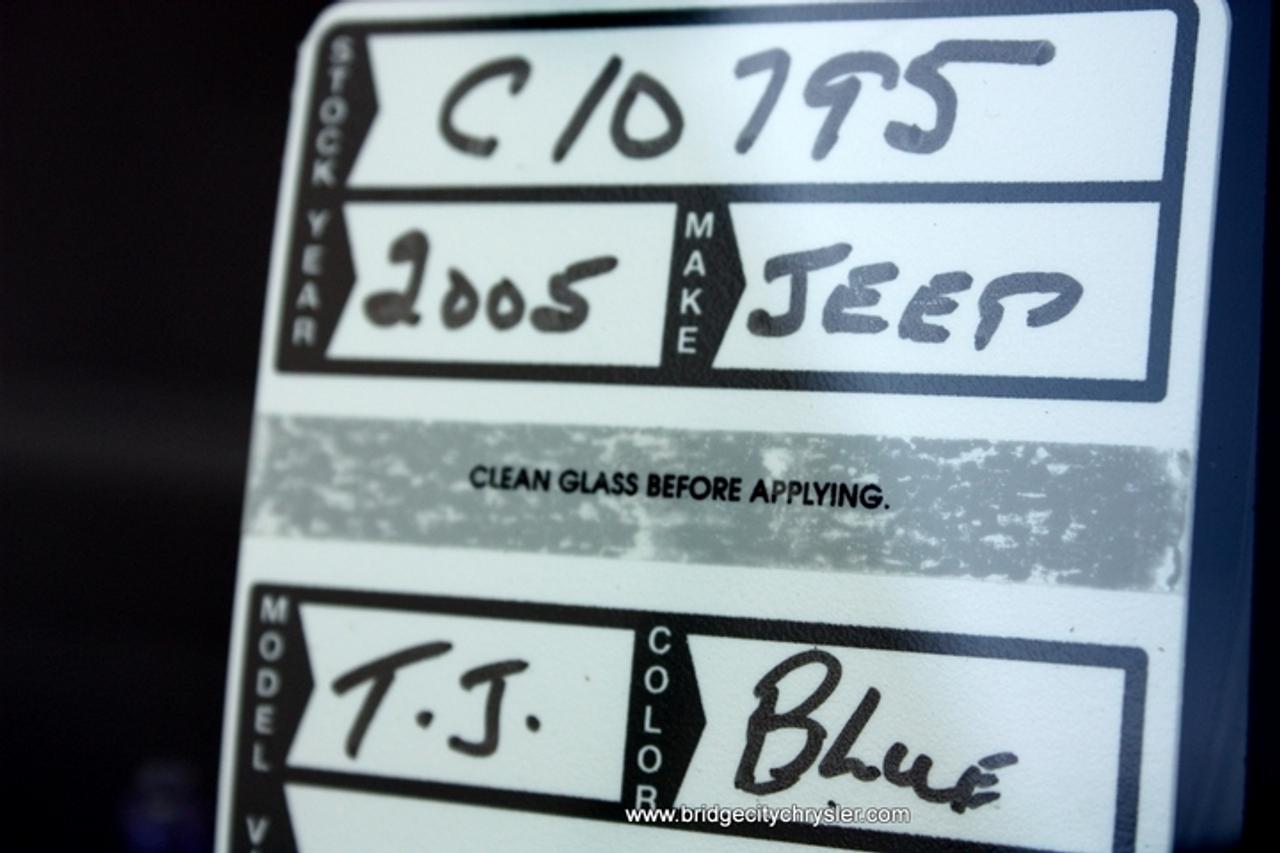 STOCK C10795
YEAR 2005 MAKE JEEP
CLEAN GLASS BEFORE APPLYING.
MODEL T.J. COLOR BLUE
www.bridgecitychrysler.com